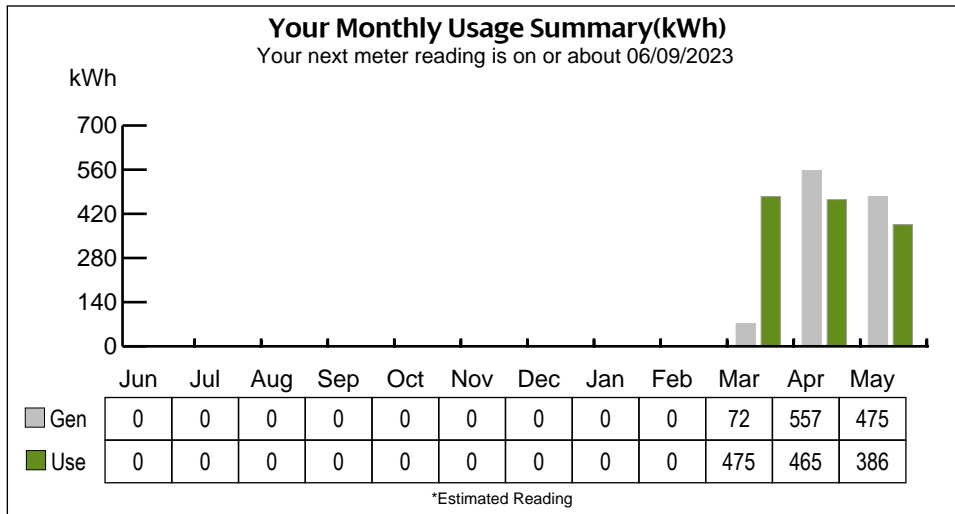 Your Monthly Usage Summary(kWh)
Your next meter reading is on or about 06/09/2023
kWh
700
560
420
280
140
0
Jun Jul Aug Sep Oct Nov Dec Jan Feb Mar Apr May
Gen 0 0 0 0 0 0 0 0 0 72 557 475
Use 0 0 0 0 0 0 0 0 0 475 465 386
*Estimated Reading